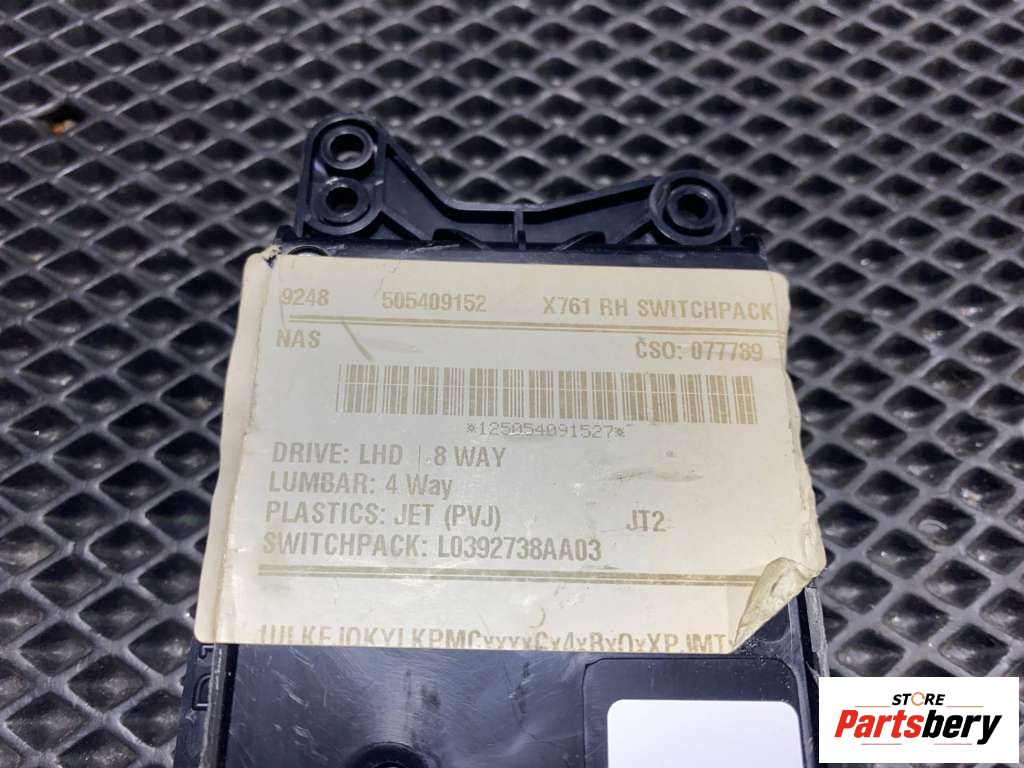 9248 505409152 X761 RH SWITCHPACK
NAS CSO: 077789
*125054091527*
DRIVE: LHD 8 WAY
LUMBAR: 4 Way
PLASTICS: JET (PVJ) JT2
SWITCHPACK: L0392738AA03
STORE
Partsbery